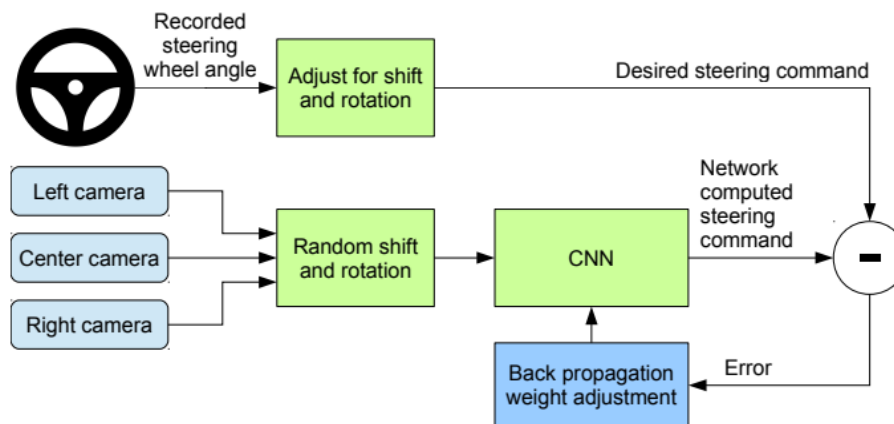 Recorded
steering
wheel angle
Adjust for shift
and rotation
Desired steering command
Left camera
Center camera
Right camera
Random shift
and rotation
CNN
Network
computed
steering
command
Back propagation
weight adjustment
Error